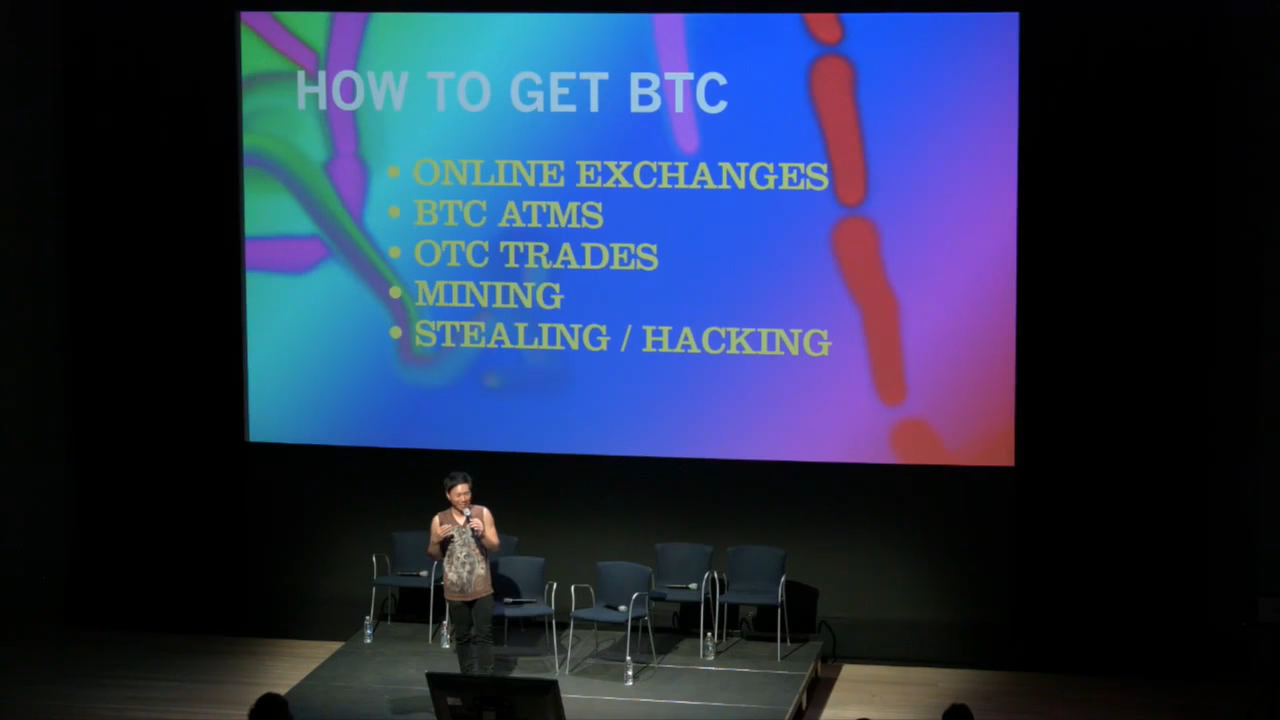 HOW TO GET BTC
• ONLINE EXCHANGES
• BTC ATMS
• OTC TRADES
• MINING
• STEALING / HACKING